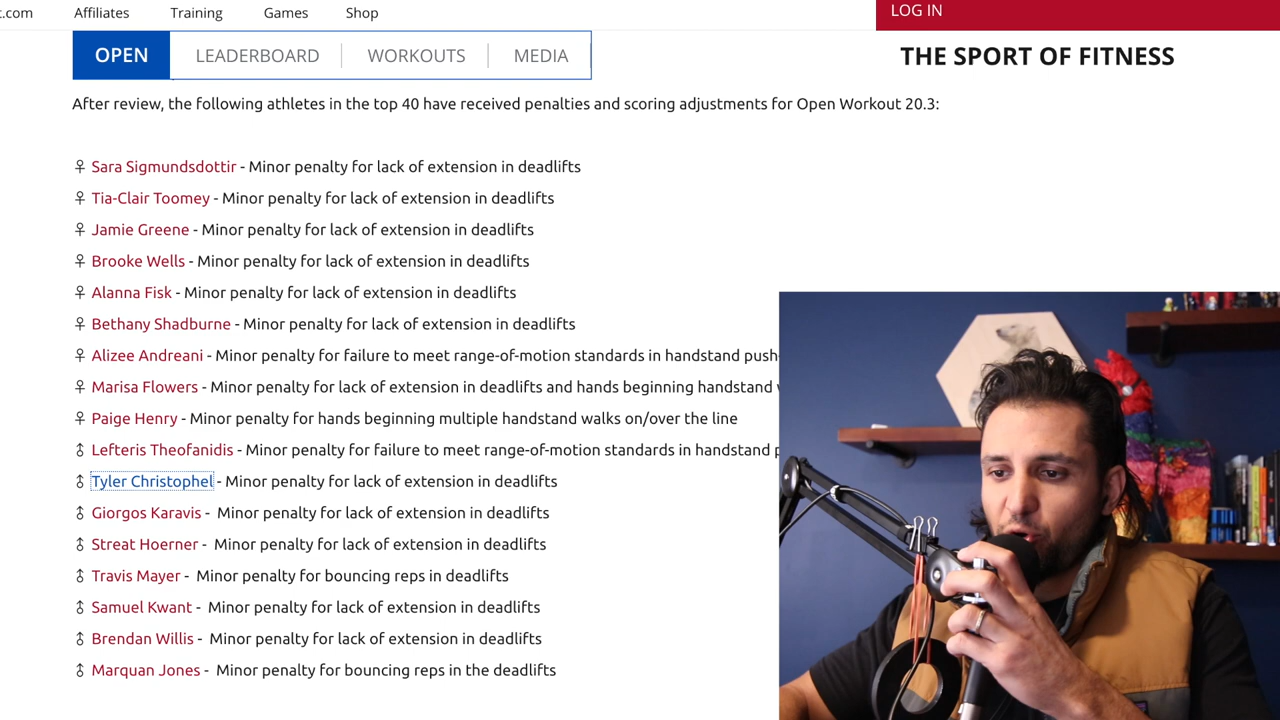 t.com Affiliates Training Games Shop LOG IN
OPEN LEADERBOARD WORKOUTS MEDIA THE SPORT OF FITNESS
After review, the following athletes in the top 40 have received penalties and scoring adjustments for Open Workout 20.3:
Sara Sigmundsdottir - Minor penalty for lack of extension in deadlifts
Tia-Clair Toomey - Minor penalty for lack of extension in deadlifts
Jamie Greene - Minor penalty for lack of extension in deadlifts
Brooke Wells - Minor penalty for lack of extension in deadlifts
Alanna Fisk - Minor penalty for lack of extension in deadlifts
Bethany Shadburne - Minor penalty for lack of extension in deadlifts
Alizee Andreani - Minor penalty for failure to meet range-of-motion standards in handstand push-
Marisa Flowers - Minor penalty for lack of extension in deadlifts and hands beginning handstand
Paige Henry - Minor penalty for hands beginning multiple handstand walks on/over the line
Lefteris Theofanidis - Minor penalty for failure to meet range-of-motion standards in handstand
Tyler Christophel - Minor penalty for lack of extension in deadlifts
Giorgos Karavis - Minor penalty for lack of extension in deadlifts
Streat Hoerner - Minor penalty for lack of extension in deadlifts
Travis Mayer - Minor penalty for bouncing reps in deadlifts
Samuel Kwant - Minor penalty for lack of extension in deadlifts
Brendan Willis - Minor penalty for lack of extension in deadlifts
Marquan Jones - Minor penalty for bouncing reps in the deadlifts